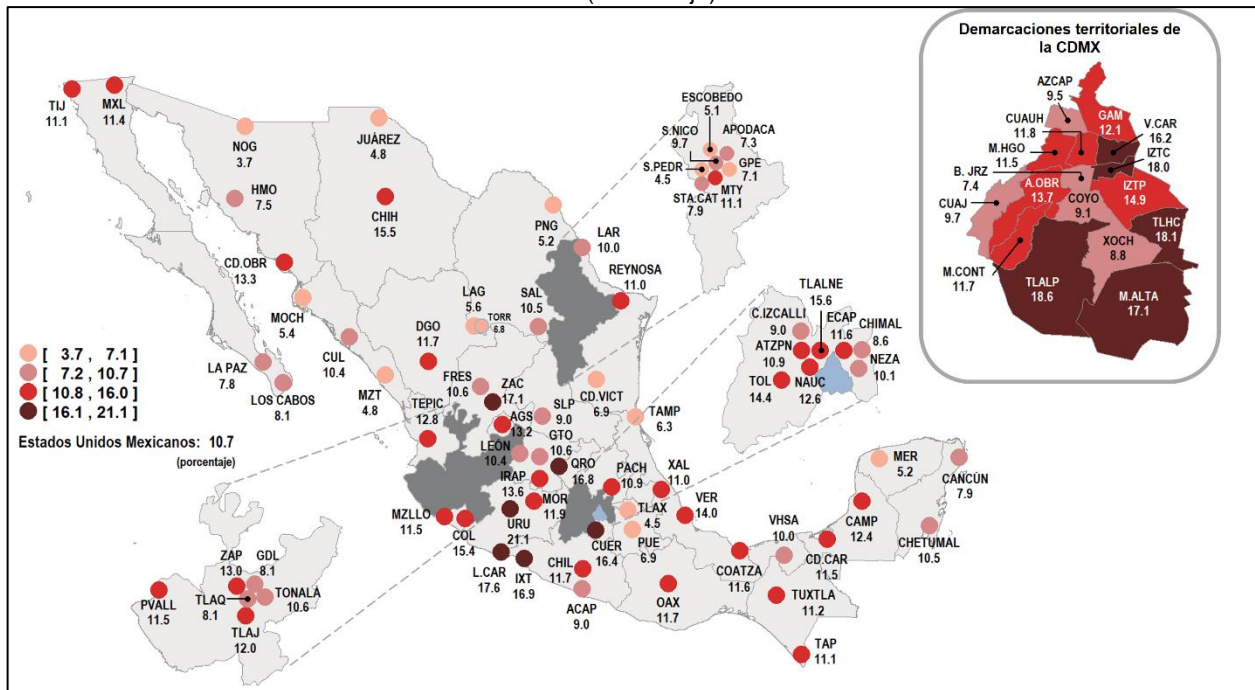 Demarcaciones territoriales de
la CDMX
AZCAP
9.5
CUAUH
11.8
M.HGO
11.5
B. JRZ
7.4
CUAJ
9.7
M.CONT
11.7
GAM
12.1
V.CAR
16.2
IZTC
18.0
A.OBR
13.7
COYO
9.1
IZTP
14.9
TLHC
18.1
XOCH
8.8
TLALP
18.6
M.ALTA
17.1
TIJ
11.1
MXL
11.4
NOG
3.7
JUÁREZ
4.8
HMO
7.5
CHIH
15.5
CD.OBR
13.3
MOCH
5.4
LA PAZ
7.8
LOS CABOS
8.1
CUL
10.4
MZT
4.8
DGO
11.7
LAG
5.6
TORR
6.8
SAL
10.5
PNG
5.2
LAR
10.0
REYNOSA
11.0
ESCOBEDO
5.1
S.NICO
9.7
APODACA
7.3
S.PEDR
4.5
GPE
7.1
STA.CAT
7.9
MTY
11.1
TLALNE
15.6
C.IZCALLI
9.0
ECAP
11.6
CHIMAL
8.6
ATZPN
10.9
NEZA
10.1
TOL
14.4
NAUC
12.6
FRES
10.6
ZAC
17.1
CD.VICT
6.9
TAMP
6.3
TEPIC
12.8
AGS
13.2
SLP
9.0
GTO
10.6
LEÓN
10.4
QRO
16.8
IRAP
13.6
MOR
11.9
PACH
10.9
XAL
11.0
VER
14.0
TLAX
4.5
PUE
6.9
CUER
16.4
MZLLO
11.5
COL
15.4
URU
21.1
L.CAR
17.6
IXT
16.9
CHIL
11.7
ACAP
9.0
OAX
11.7
COATZA
11.6
VHSA
10.0
CD.CAR
11.5
TUXTLA
11.2
TAP
11.1
CAMP
12.4
MER
5.2
CANCÚN
7.9
CHETUMAL
10.5
[ 3.7 , 7.1 ]
[ 7.2 , 10.7 ]
[ 10.8 , 16.0 ]
[ 16.1 , 21.1 ]
Estados Unidos Mexicanos: 10.7
(porcentaje)
ZAP
13.0
GDL
8.1
PVALL
11.5
TLAQ
8.1
TONALÁ
10.6
TLAJ
12.0